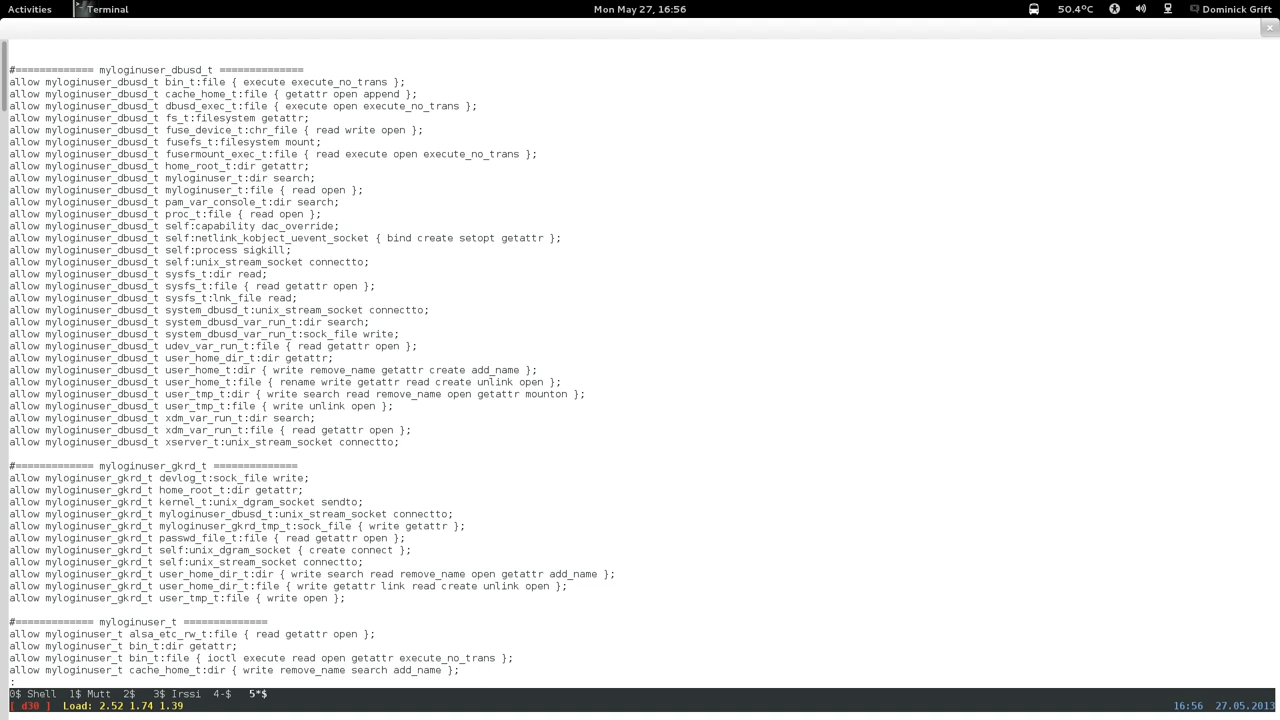 Activities Terminal Mon May 27, 16:56 50.4°C Dominick Grift
#============= myloginuser_dbusd_t ==============
allow myloginuser_dbusd_t bin_t:file { execute execute_no_trans };
allow myloginuser_dbusd_t cache_home_t:file { getattr open append };
allow myloginuser_dbusd_t dbusd_exec_t:file { execute open execute_no_trans };
allow myloginuser_dbusd_t fs_t:filesystem getattr;
allow myloginuser_dbusd_t fuse_device_t:chr_file { read write open };
allow myloginuser_dbusd_t fusefs_t:filesystem mount;
allow myloginuser_dbusd_t fusermount_exec_t:file { read execute open execute_no_trans };
allow myloginuser_dbusd_t home_root_t:dir getattr;
allow myloginuser_dbusd_t myloginuser_t:dir search;
allow myloginuser_dbusd_t myloginuser_t:file { read open };
allow myloginuser_dbusd_t pam_var_console_t:dir search;
allow myloginuser_dbusd_t proc_t:file { read open };
allow myloginuser_dbusd_t self:capability dac_override;
allow myloginuser_dbusd_t self:netlink_kobject_uevent_socket { bind create setopt getattr };
allow myloginuser_dbusd_t self:process sigkill;
allow myloginuser_dbusd_t self:unix_stream_socket connectto;
allow myloginuser_dbusd_t sysfs_t:dir read;
allow myloginuser_dbusd_t sysfs_t:file { read getattr open };
allow myloginuser_dbusd_t sysfs_t:lnk_file read;
allow myloginuser_dbusd_t system_dbusd_t:unix_stream_socket connectto;
allow myloginuser_dbusd_t system_dbusd_var_run_t:dir search;
allow myloginuser_dbusd_t system_dbusd_var_run_t:sock_file write;
allow myloginuser_dbusd_t udev_var_run_t:file { read getattr open };
allow myloginuser_dbusd_t user_home_dir_t:dir getattr;
allow myloginuser_dbusd_t user_home_t:dir { write remove_name getattr create add_name };
allow myloginuser_dbusd_t user_home_t:file { rename write getattr read create unlink open };
allow myloginuser_dbusd_t user_tmp_t:dir { write search read remove_name open getattr mounton };
allow myloginuser_dbusd_t user_tmp_t:file { write unlink open };
allow myloginuser_dbusd_t xdm_var_run_t:dir search;
allow myloginuser_dbusd_t xdm_var_run_t:file { read getattr open };
allow myloginuser_dbusd_t xserver_t:unix_stream_socket connectto;
#============= myloginuser_gkrd_t ==============
allow myloginuser_gkrd_t devlog_t:sock_file write;
allow myloginuser_gkrd_t home_root_t:dir getattr;
allow myloginuser_gkrd_t kernel_t:unix_dgram_socket sendto;
allow myloginuser_gkrd_t myloginuser_dbusd_t:unix_stream_socket connectto;
allow myloginuser_gkrd_t myloginuser_gkrd_tmp_t:sock_file { write getattr };
allow myloginuser_gkrd_t passwd_file_t:file { read getattr open };
allow myloginuser_gkrd_t self:unix_dgram_socket { create connect };
allow myloginuser_gkrd_t self:unix_stream_socket connectto;
allow myloginuser_gkrd_t user_home_dir_t:dir { write search read remove_name open getattr add_name };
allow myloginuser_gkrd_t user_home_dir_t:file { write getattr link read create unlink open };
allow myloginuser_gkrd_t user_tmp_t:file { write open };
#============= myloginuser_t ==============
allow myloginuser_t alsa_etc_rw_t:file { read getattr open };
allow myloginuser_t bin_t:dir getattr;
allow myloginuser_t bin_t:file { ioctl execute read open getattr execute_no_trans };
allow myloginuser_t cache_home_t:dir { write remove_name search add_name };
:
0$ Shell 1$ Mutt 2$ 3$ Irssi 4-$ 5*$
[ d30 ] Load: 2.52 1.74 1.39 16:56 27.05.2013